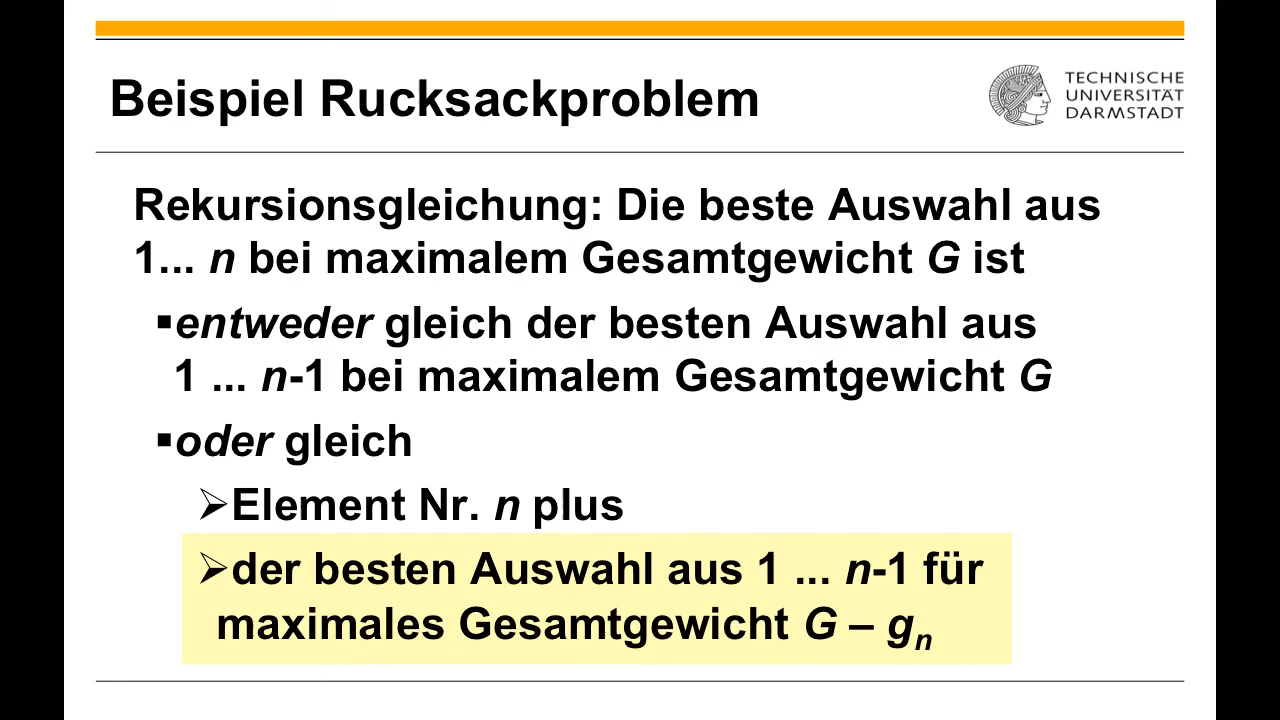 Beispiel Rucksackproblem
TECHNISCHE
UNIVERSITÄT
DARMSTADT
Rekursionsgleichung: Die beste Auswahl aus
1... n bei maximalem Gesamtgewicht G ist
▪entweder gleich der besten Auswahl aus
1 ... n-1 bei maximalem Gesamtgewicht G
▪oder gleich
➢Element Nr. n plus
➢der besten Auswahl aus 1 ... n-1 für
maximales Gesamtgewicht G – gₙ